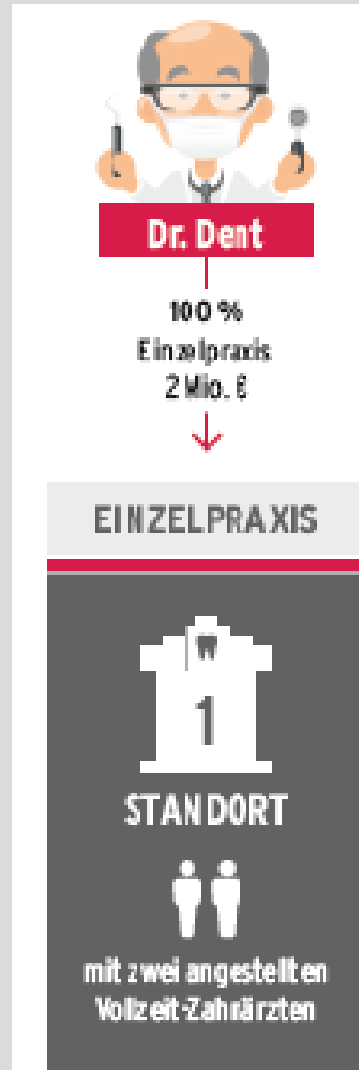 Dr. Dent
100 %
Einzelpraxis
2 Mio. €
EINZELPRAXIS
1
STANDORT
mit zwei angestellten
Vollzeit-Zahnärzten